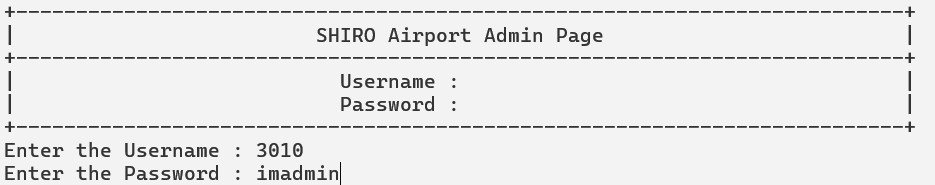 +--------------------------------------------------------------------------+
|                         SHIRO Airport Admin Page                         |
+--------------------------------------------------------------------------+
|                           Username :                                     |
|                           Password :                                     |
+--------------------------------------------------------------------------+
Enter the Username : 3010
Enter the Password : imadmin